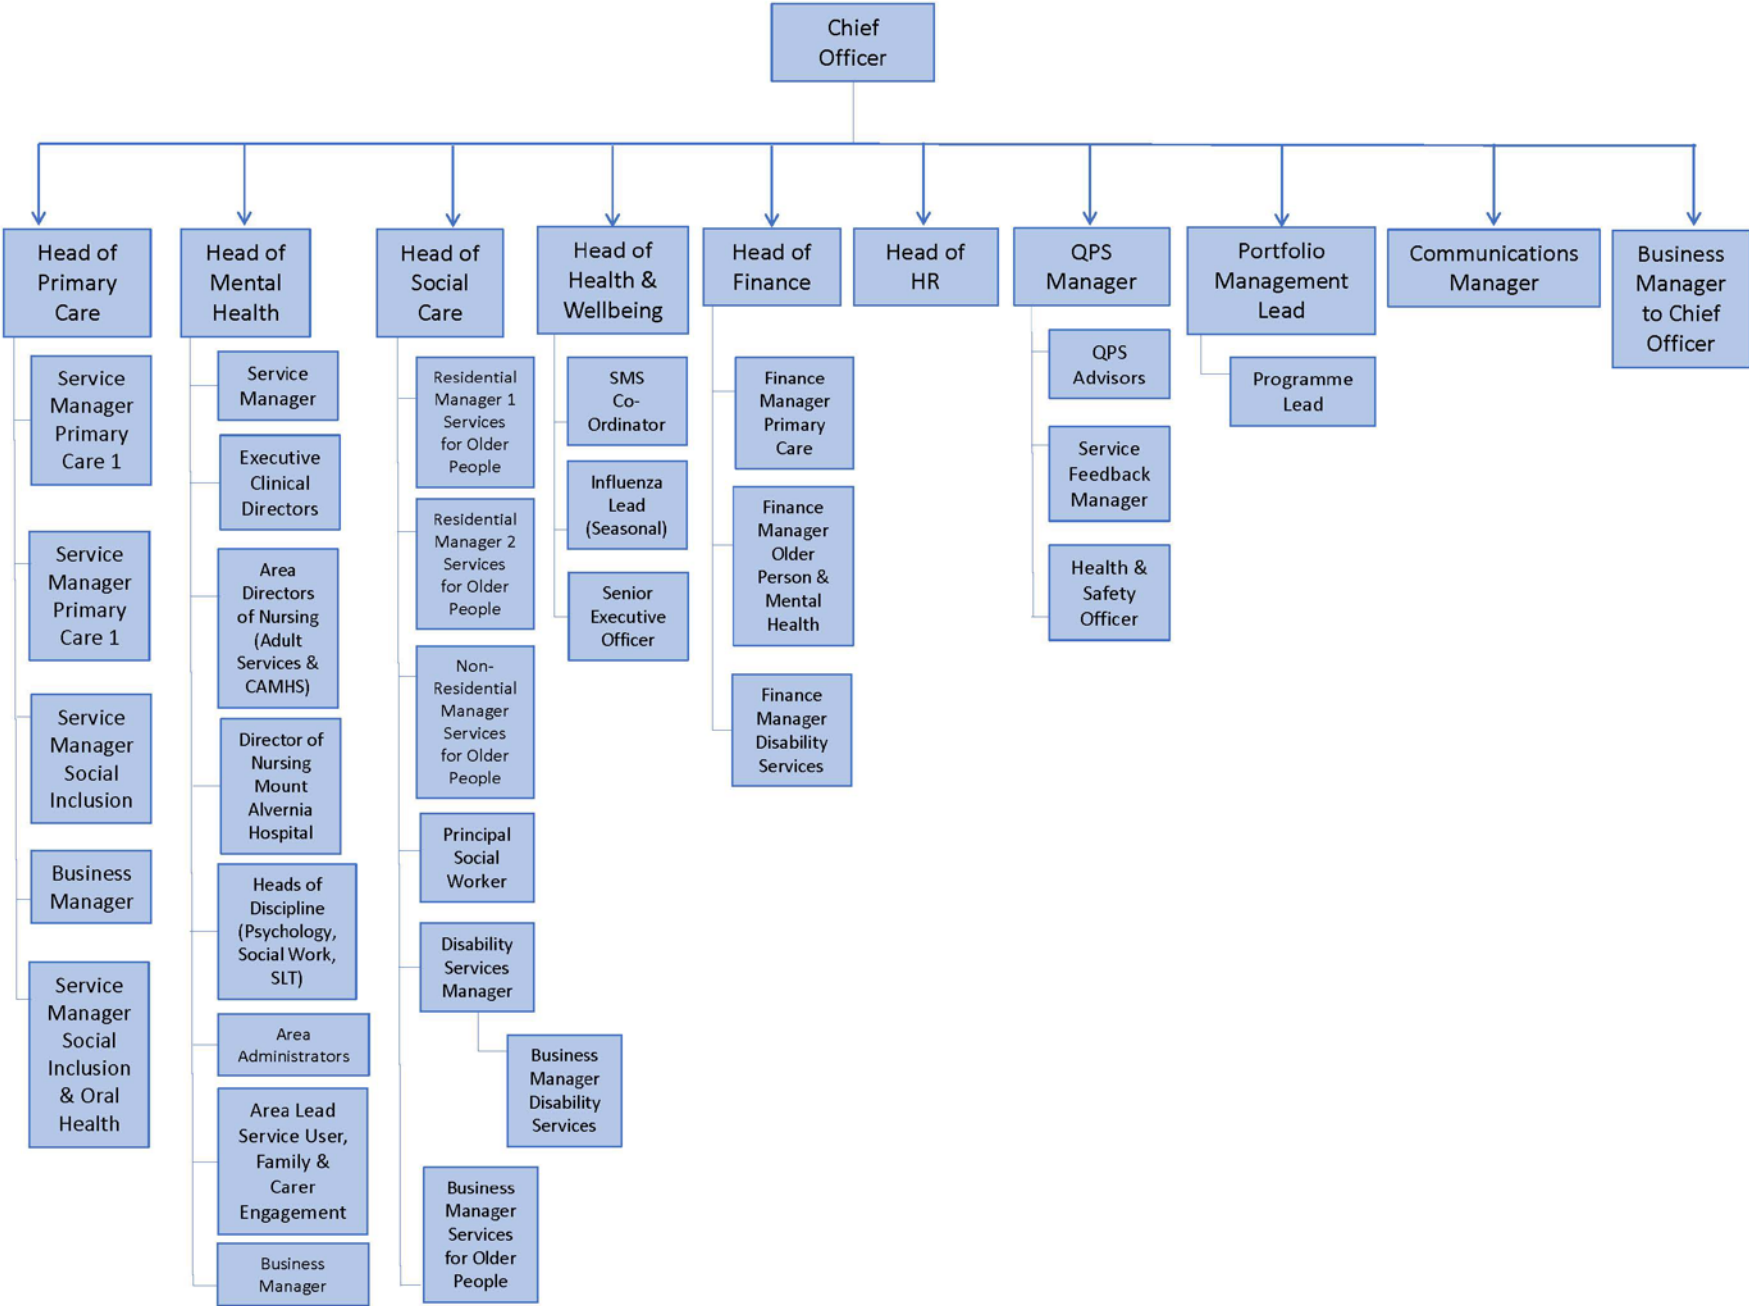 Chief
Officer
Head of
Primary
Care
Head of
Mental
Health
Head of
Social
Care
Head of
Health &
Wellbeing
Head of
Finance
Head of
HR
QPS
Manager
Portfolio
Management
Lead
Communications
Manager
Business
Manager
to Chief
Officer
Service
Manager
Primary
Care 1
Service
Manager
Primary
Care 1
Service
Manager
Social
Inclusion
Business
Manager
Service
Manager
Social
Inclusion
& Oral
Health
Service
Manager
Executive
Clinical
Directors
Area
Directors
of Nursing
(Adult
Services &
CAMHS)
Director of
Nursing
Mount
Alvernia
Hospital
Heads of
Discipline
(Psychology,
Social Work,
SLT)
Area
Administrators
Area Lead
Service User,
Family &
Carer
Engagement
Business
Manager
Residential
Manager 1
Services
for Older
People
Residential
Manager 2
Services
for Older
People
Non-
Residential
Manager
Services
for Older
People
Principal
Social
Worker
Disability
Services
Manager
Business
Manager
Disability
Services
Business
Manager
Services
for Older
People
SMS
Co-
Ordinator
Influenza
Lead
(Seasonal)
Senior
Executive
Officer
Finance
Manager
Primary
Care
Finance
Manager
Older
Person &
Mental
Health
Finance
Manager
Disability
Services
QPS
Advisors
Service
Feedback
Manager
Health &
Safety
Officer
Programme
Lead